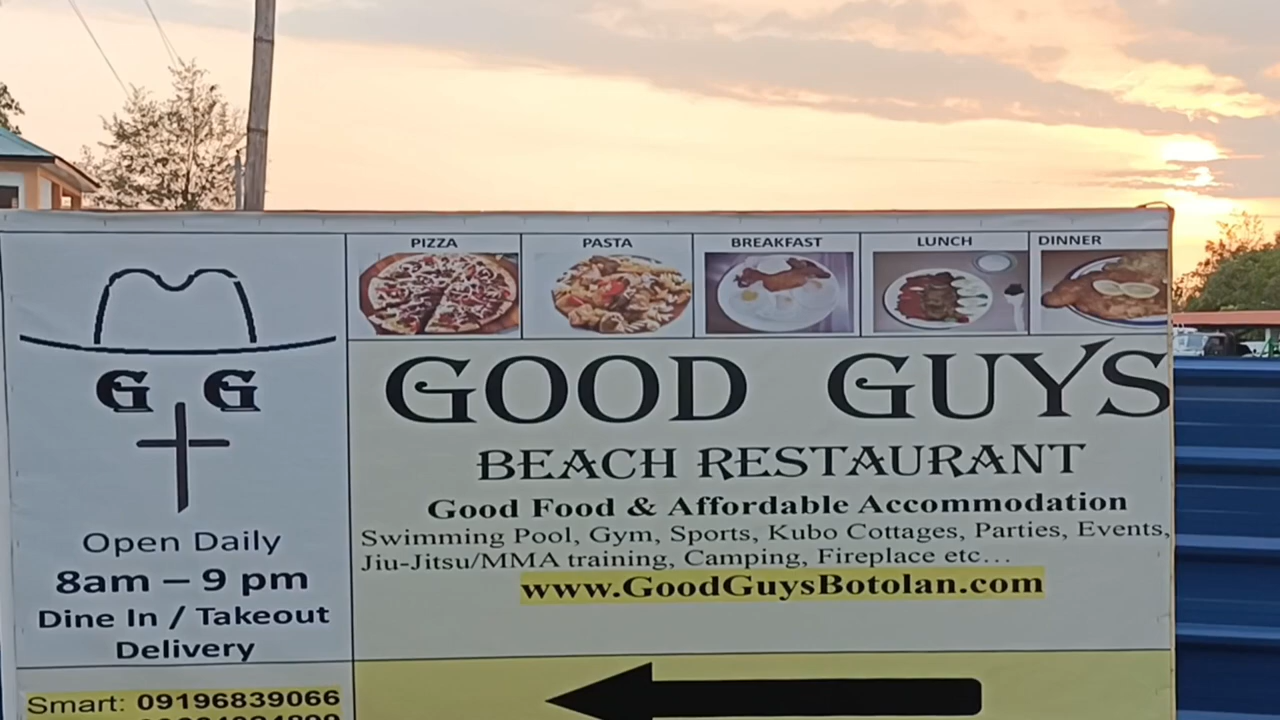 PIZZA
PASTA
BREAKFAST
LUNCH
DINNER
G G
Open Daily
8am – 9 pm
Dine In / Takeout
Delivery
Smart: 09196839066
GOOD GUYS
BEACH RESTAURANT
Good Food & Affordable Accommodation
Swimming Pool, Gym, Sports, Kubo Cottages, Parties, Events,
Jiu-Jitsu/MMA training, Camping, Fireplace etc...
www.GoodGuysBotolan.com